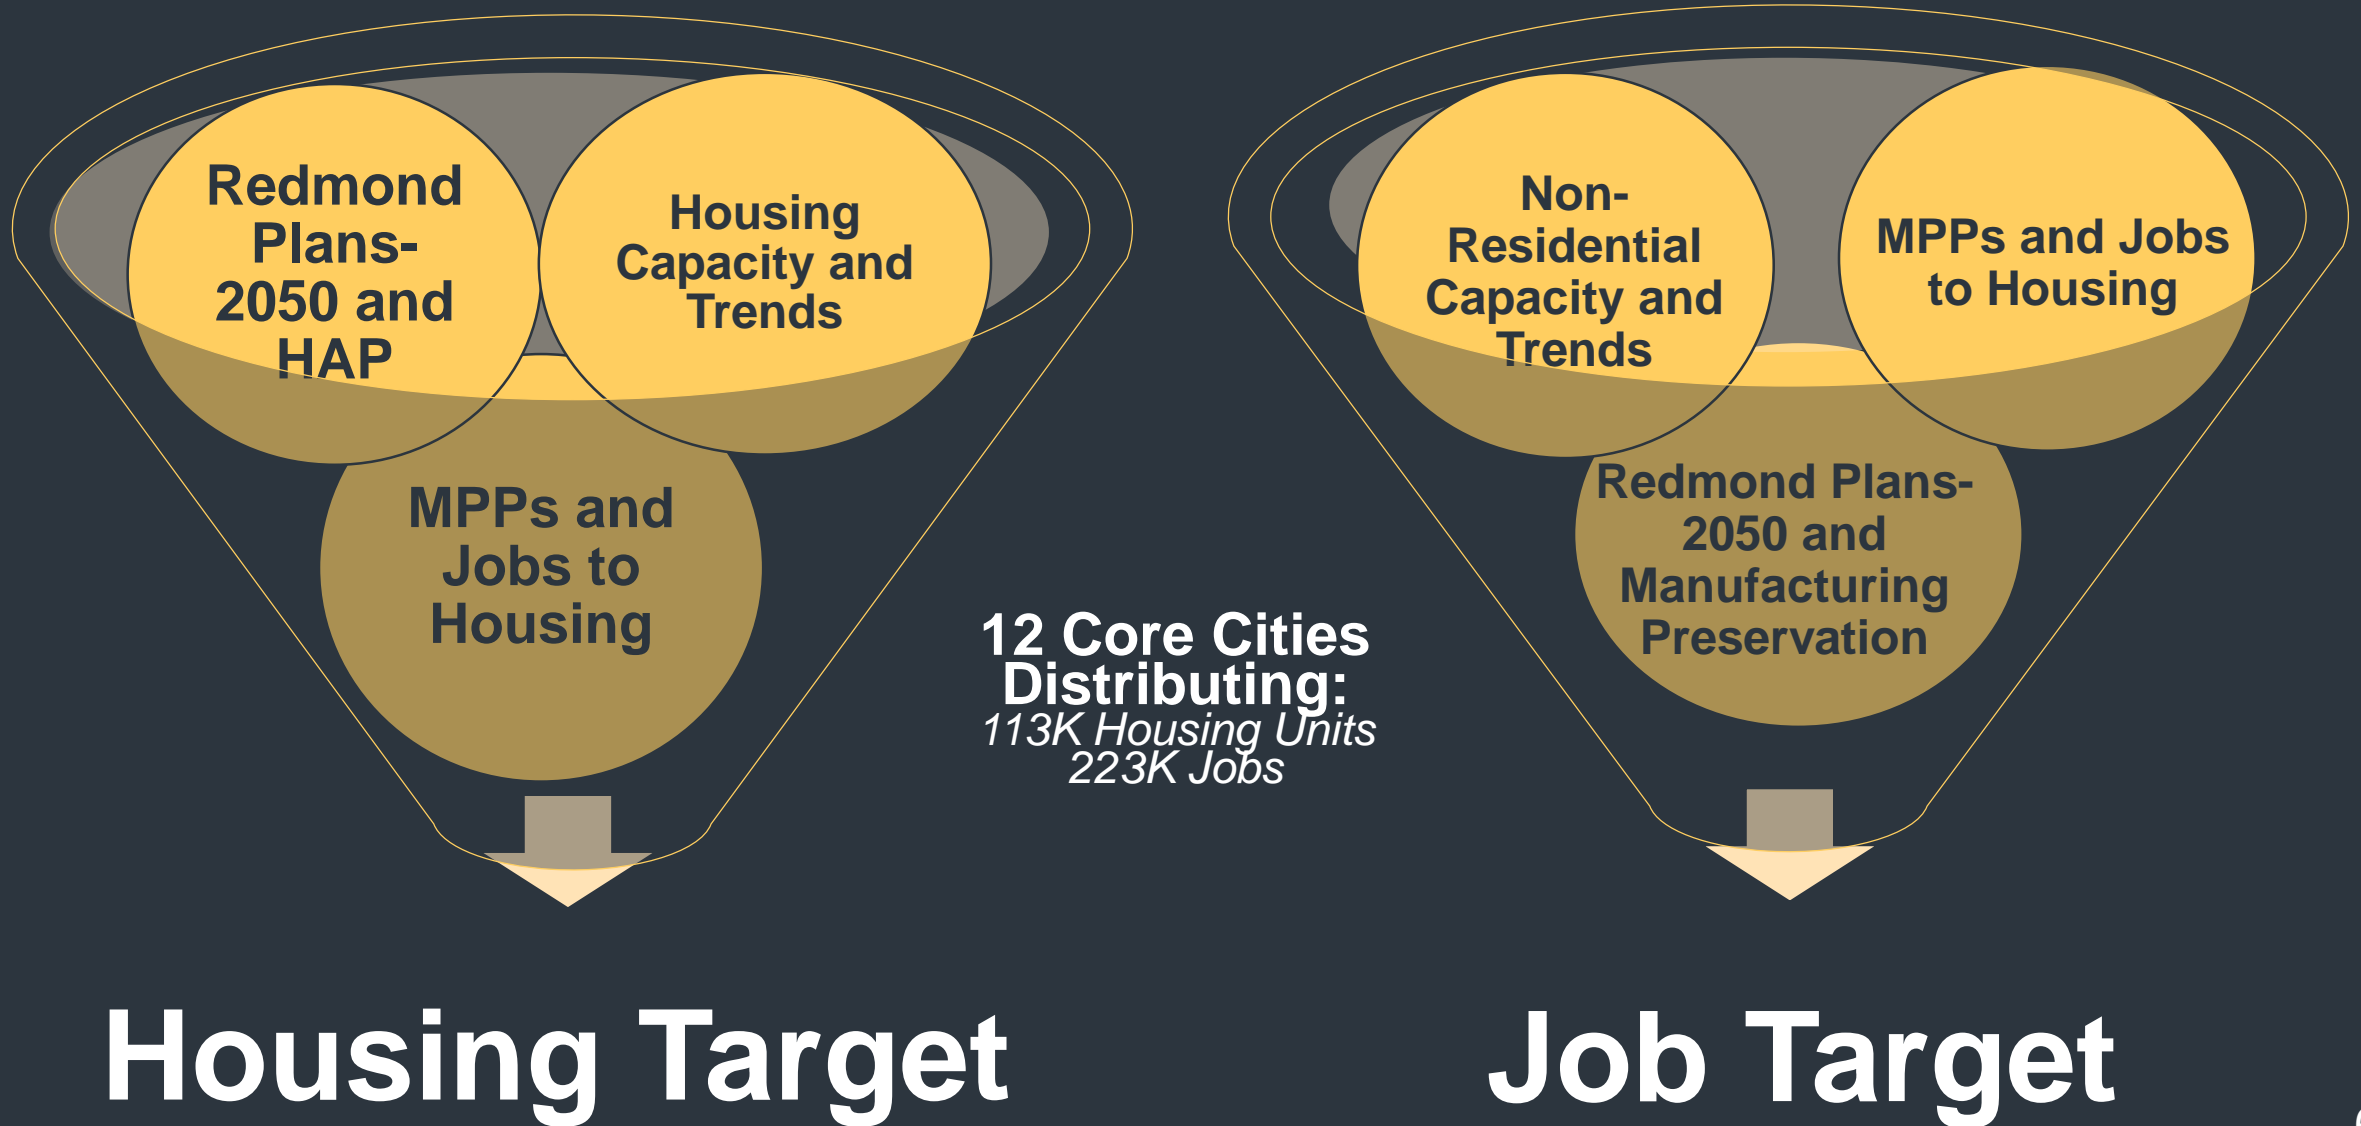 Redmond
Plans-
2050 and
HAP
Housing
Capacity and
Trends
MPPs and
Jobs to
Housing
12 Core Cities
Distributing:
113K Housing Units
223K Jobs
Non-
Residential
Capacity and
Trends
MPPs and Jobs
to Housing
Redmond Plans-
2050 and
Manufacturing
Preservation
Housing Target
Job Target